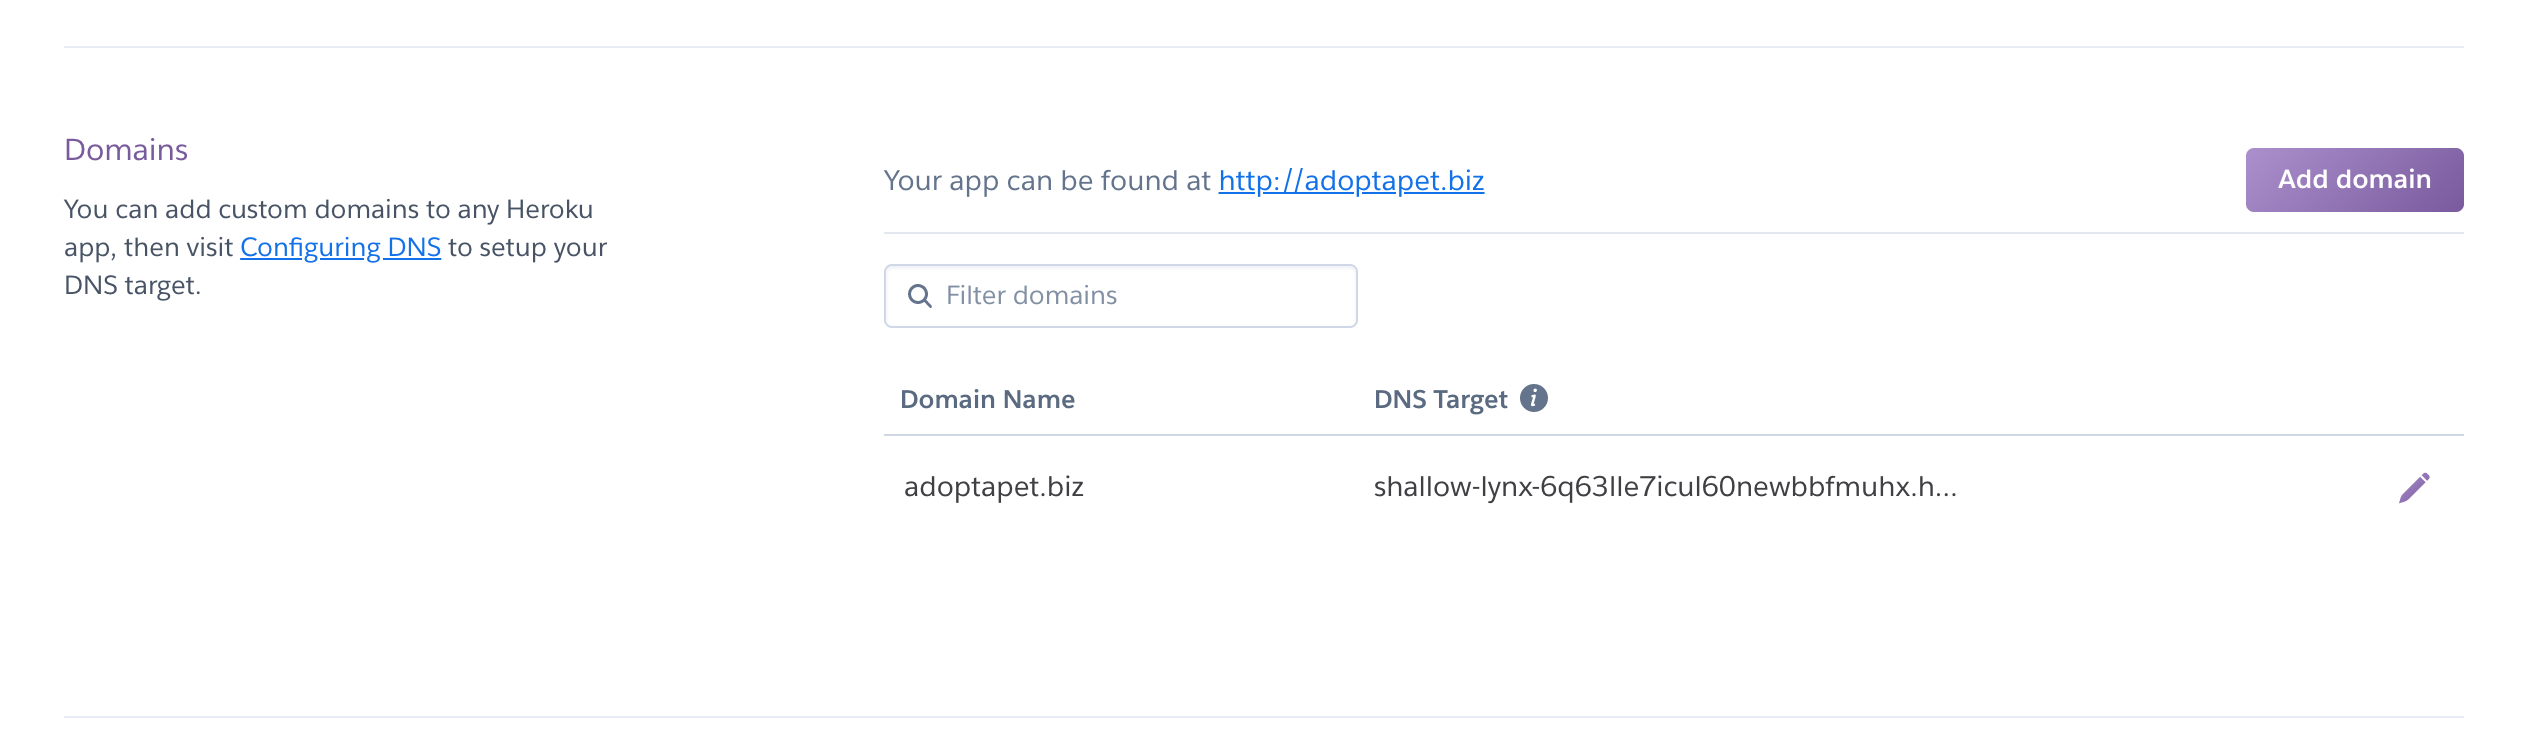 Domains
You can add custom domains to any Heroku
app, then visit Configuring DNS to setup your
DNS target.
Your app can be found at http://adoptapet.biz
Add domain
Filter domains
Domain Name DNS Target i
adoptapet.biz shallow-lynx-6q63lle7icul60newbbfmuhx.h...